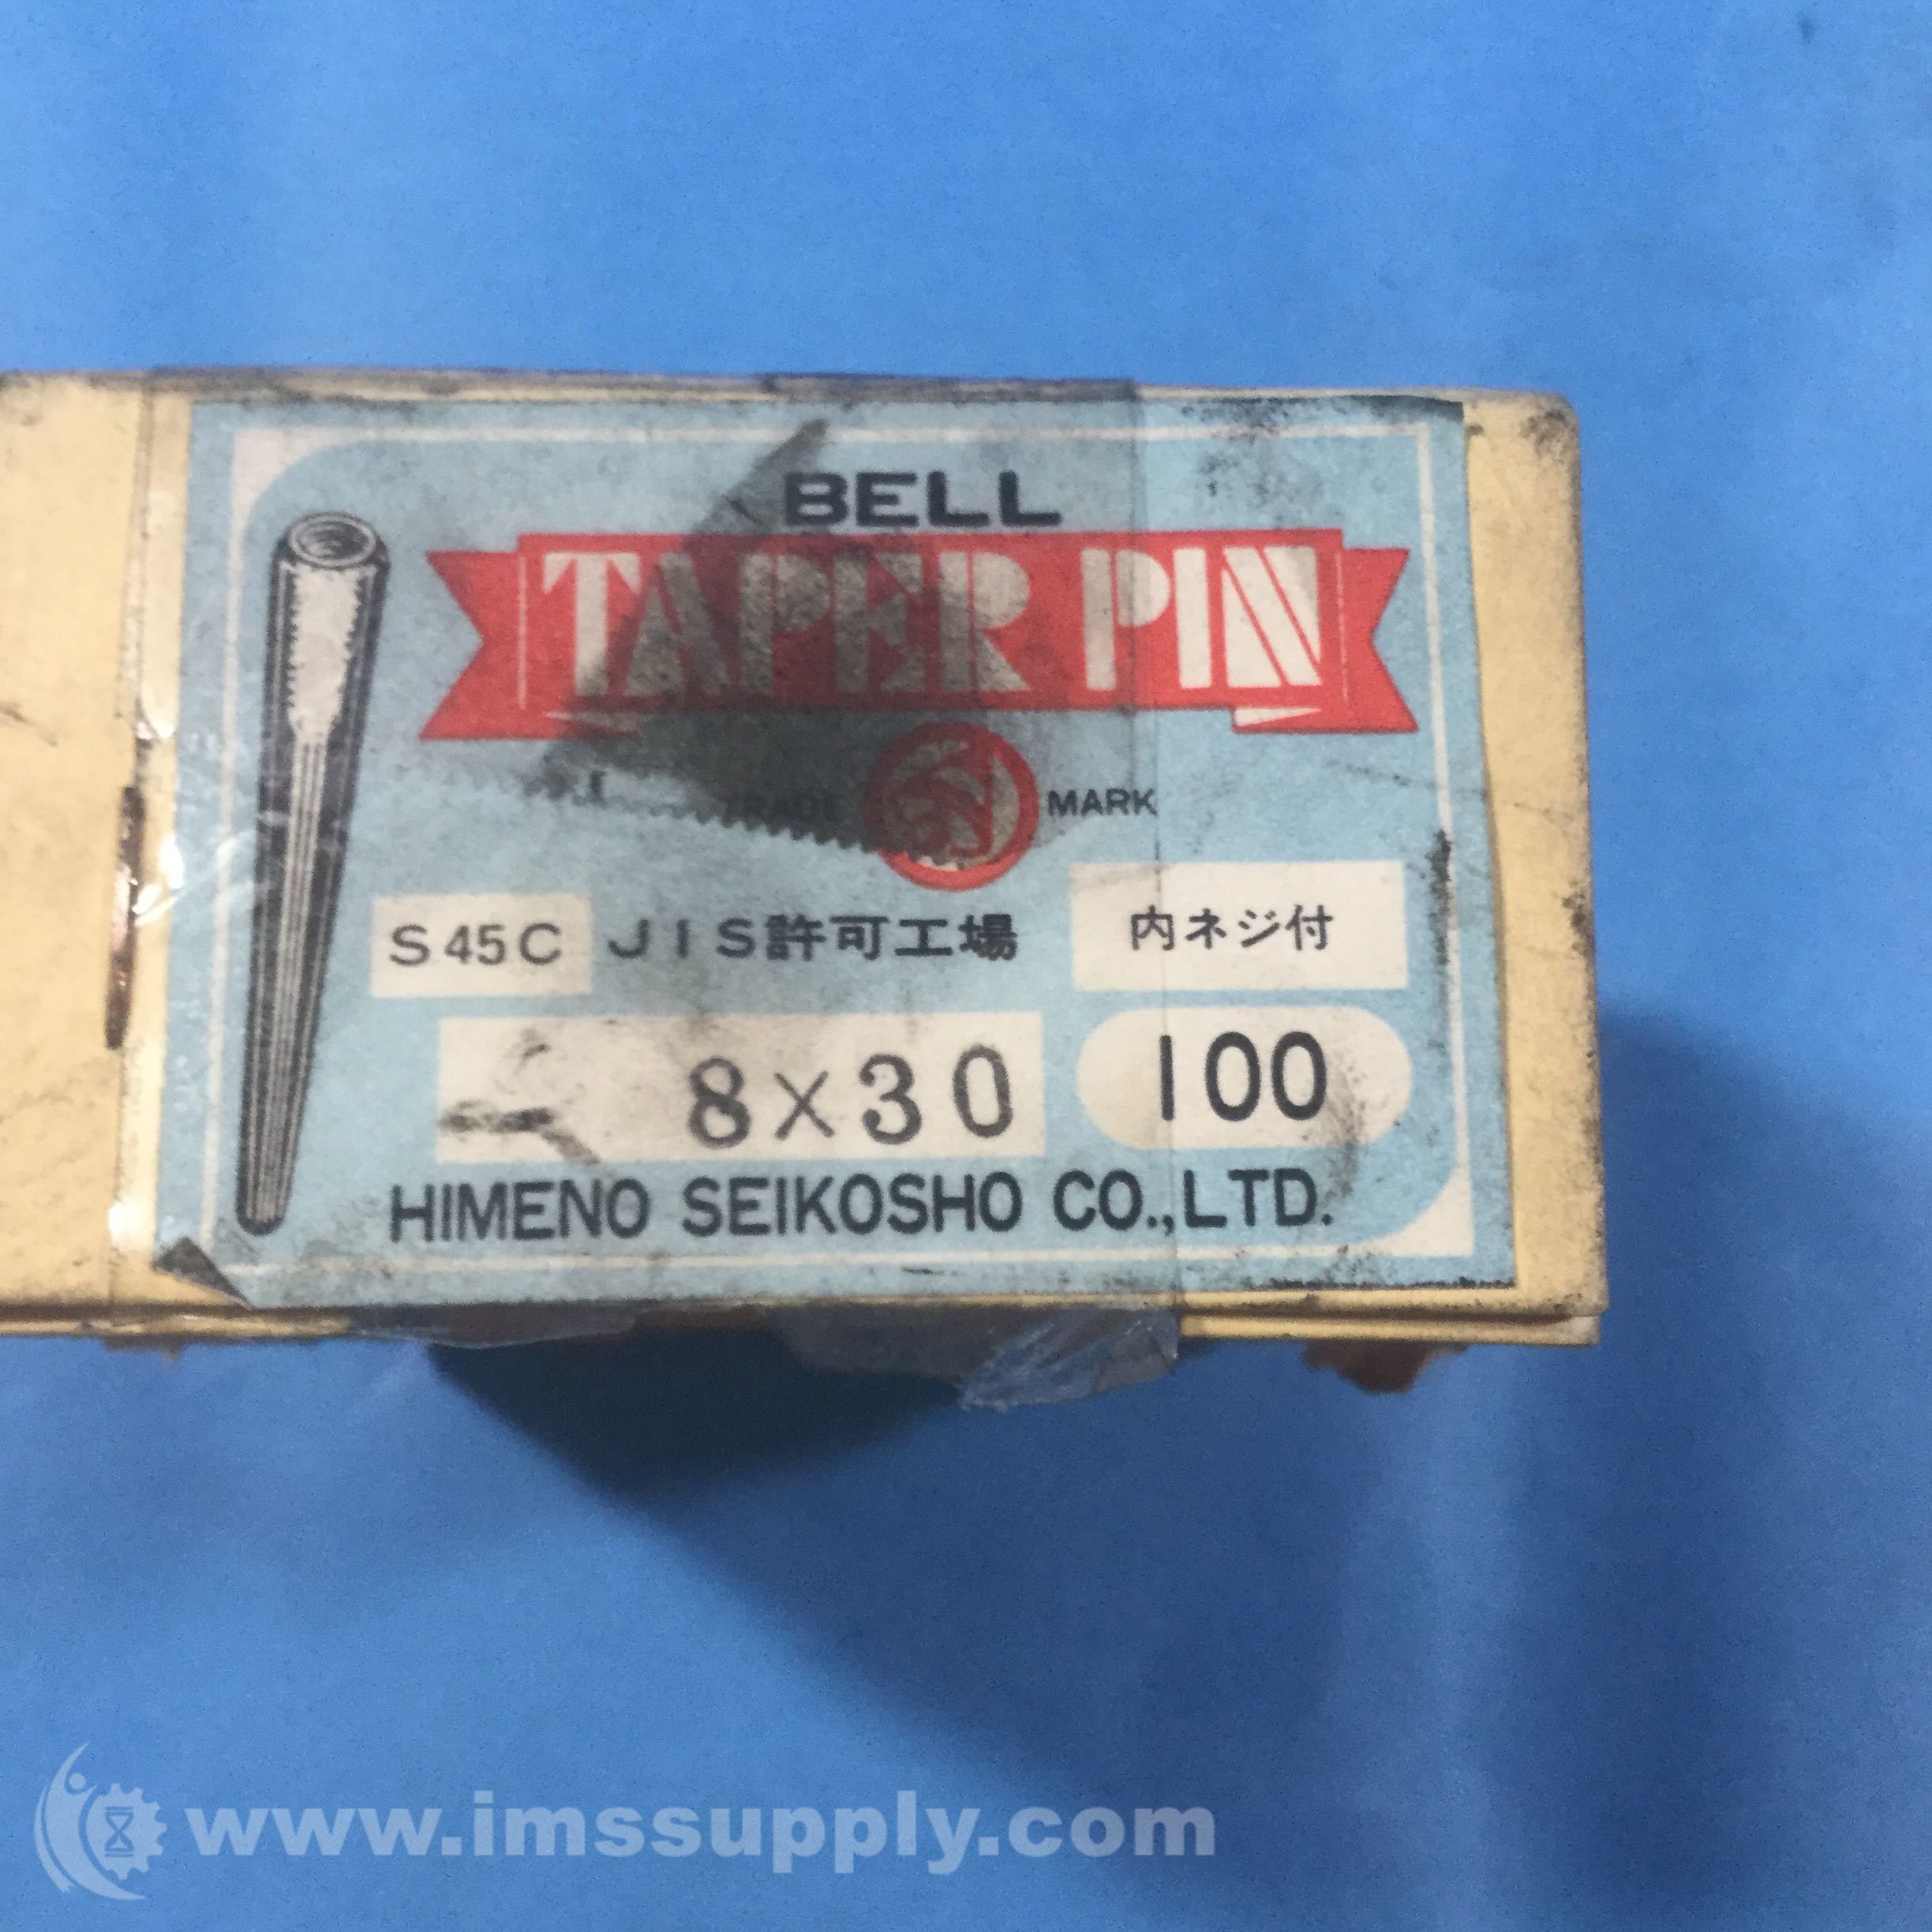 BELL
TAPER PIN
TRADE MARK
S45C JIS許可工場 内ネジ付
8×30 100
HIMENO SEIKOSHO CO.,LTD.
www.imssupply.com